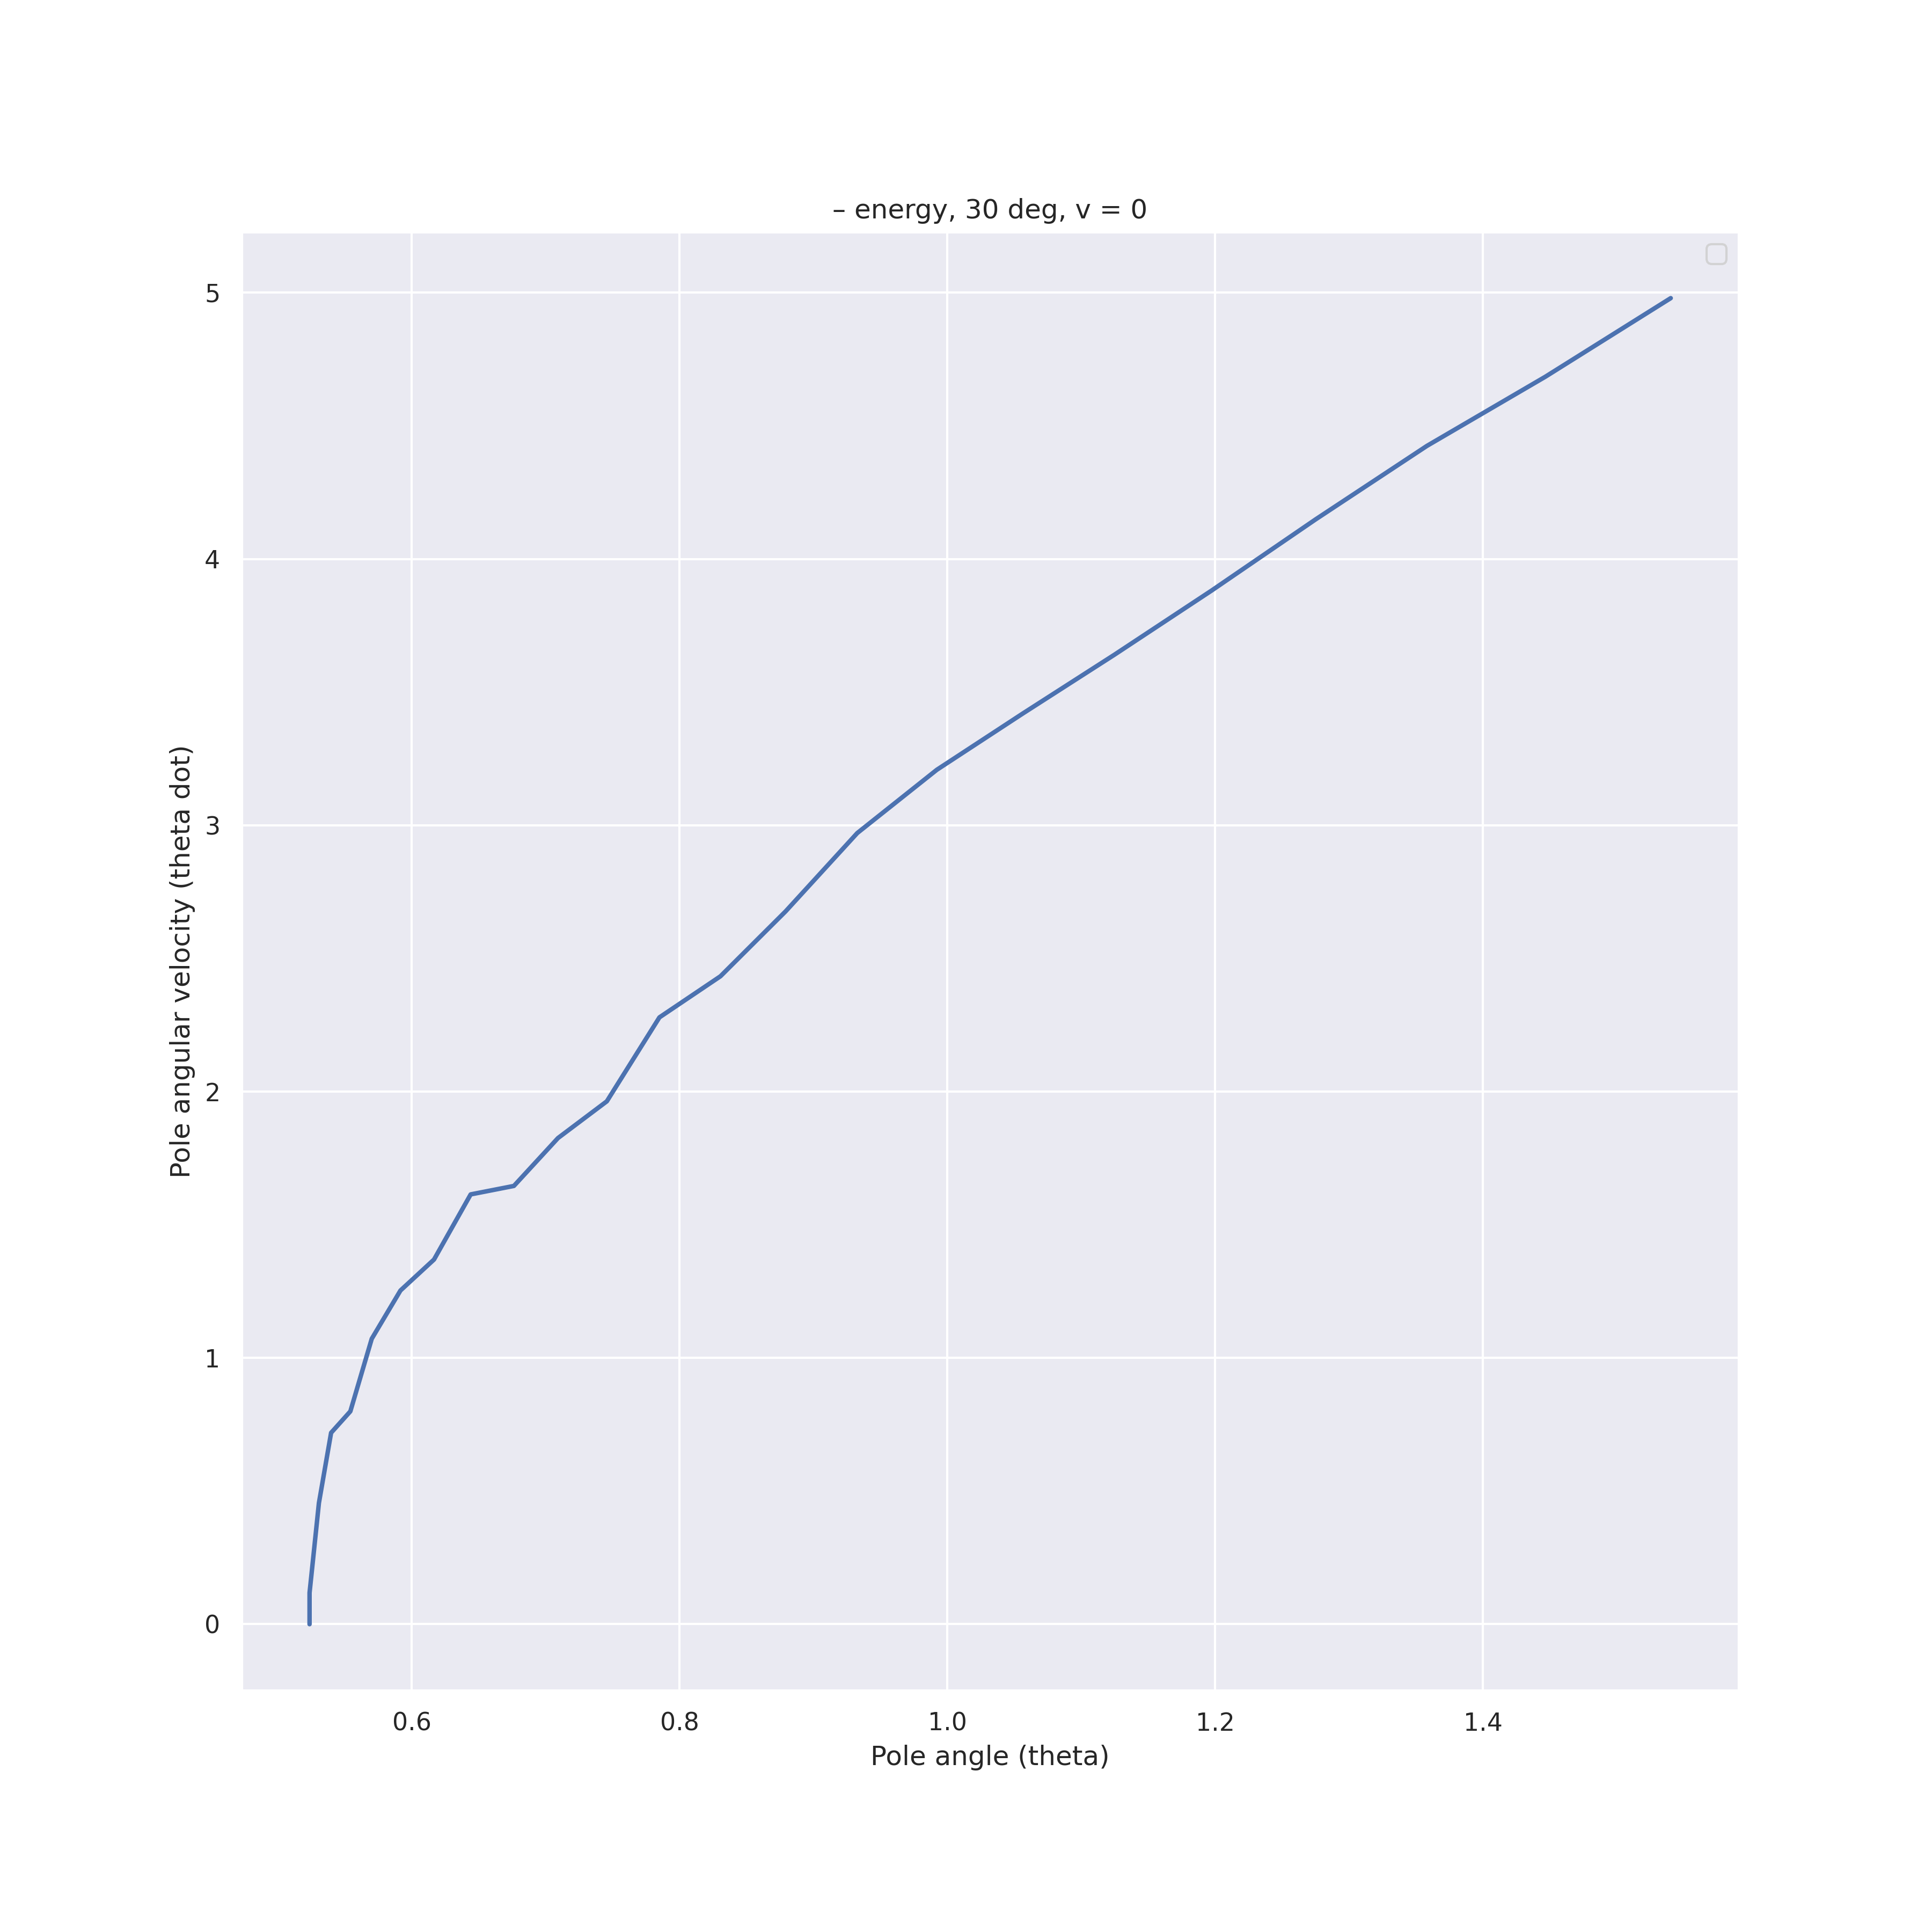 – energy, 30 deg, v = 0
5
4
3
2
1
0
Pole angular velocity (theta dot)
0.6 0.8 1.0 1.2 1.4
Pole angle (theta)